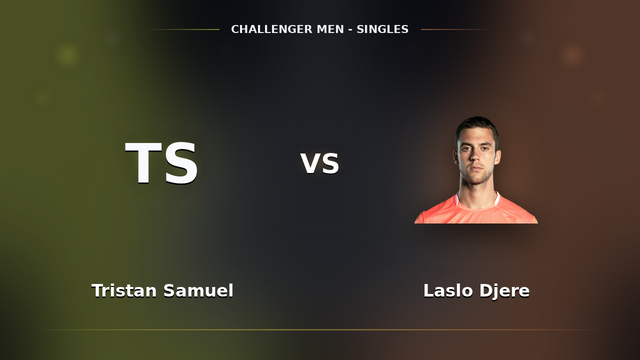 CHALLENGER MEN - SINGLES
TS
VS
Tristan Samuel
Laslo Djere